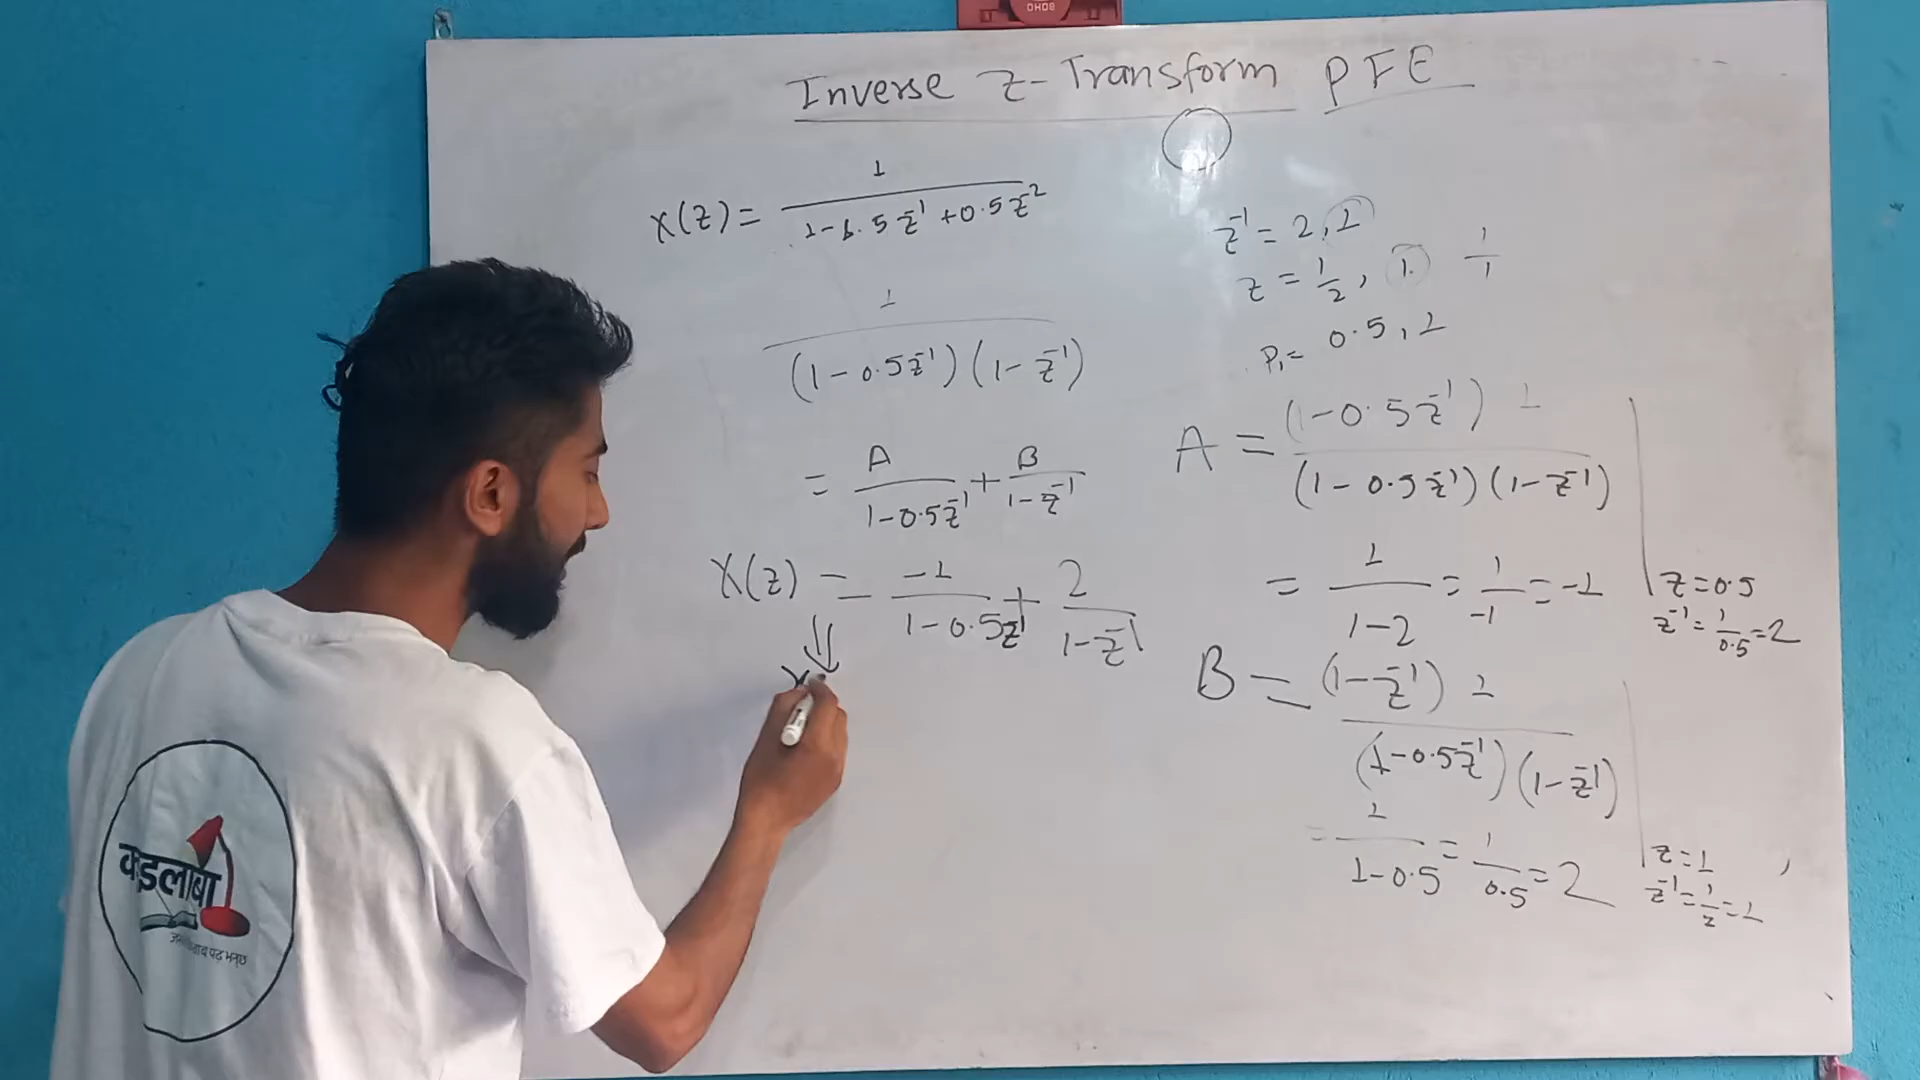 BOHO
Inverse Z-Transform PFE
X(z) = 1 / (1-1.5z⁻¹+0.5z⁻²)
1 / ((1-0.5z⁻¹)(1-z⁻¹))
= A / (1-0.5z⁻¹) + B / (1-z⁻¹)
X(z) = -1 / (1-0.5z⁻¹) + 2 / (1-z⁻¹)
⇓
X
z⁻¹ = 2, 1
z = 1/2, 1. 1/1
P₁= 0.5, 1
A = (1-0.5z⁻¹) 1 / ((1-0.5z⁻¹)(1-z⁻¹))
= 1 / (1-2) = 1/-1 = -1
z=0.5
z⁻¹=1/0.5=2
B = (1-z⁻¹) 1 / ((1-0.5z⁻¹)(1-z⁻¹))
= 1 / (1-0.5) = 1/0.5 = 2
z=1
z⁻¹=1/z=1